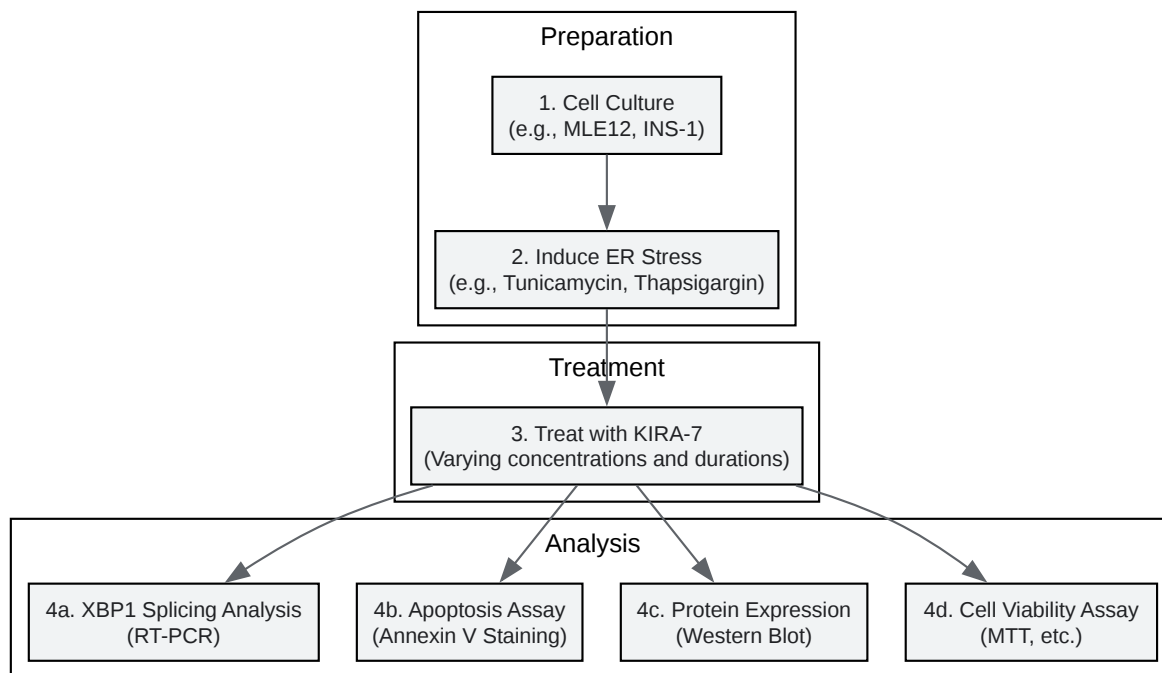 Preparation
1. Cell Culture
(e.g., MLE12, INS-1)
2. Induce ER Stress
(e.g., Tunicamycin, Thapsigargin)
Treatment
3. Treat with KIRA-7
(Varying concentrations and durations)
Analysis
4a. XBP1 Splicing Analysis
(RT-PCR)
4b. Apoptosis Assay
(Annexin V Staining)
4c. Protein Expression
(Western Blot)
4d. Cell Viability Assay
(MTT, etc.)